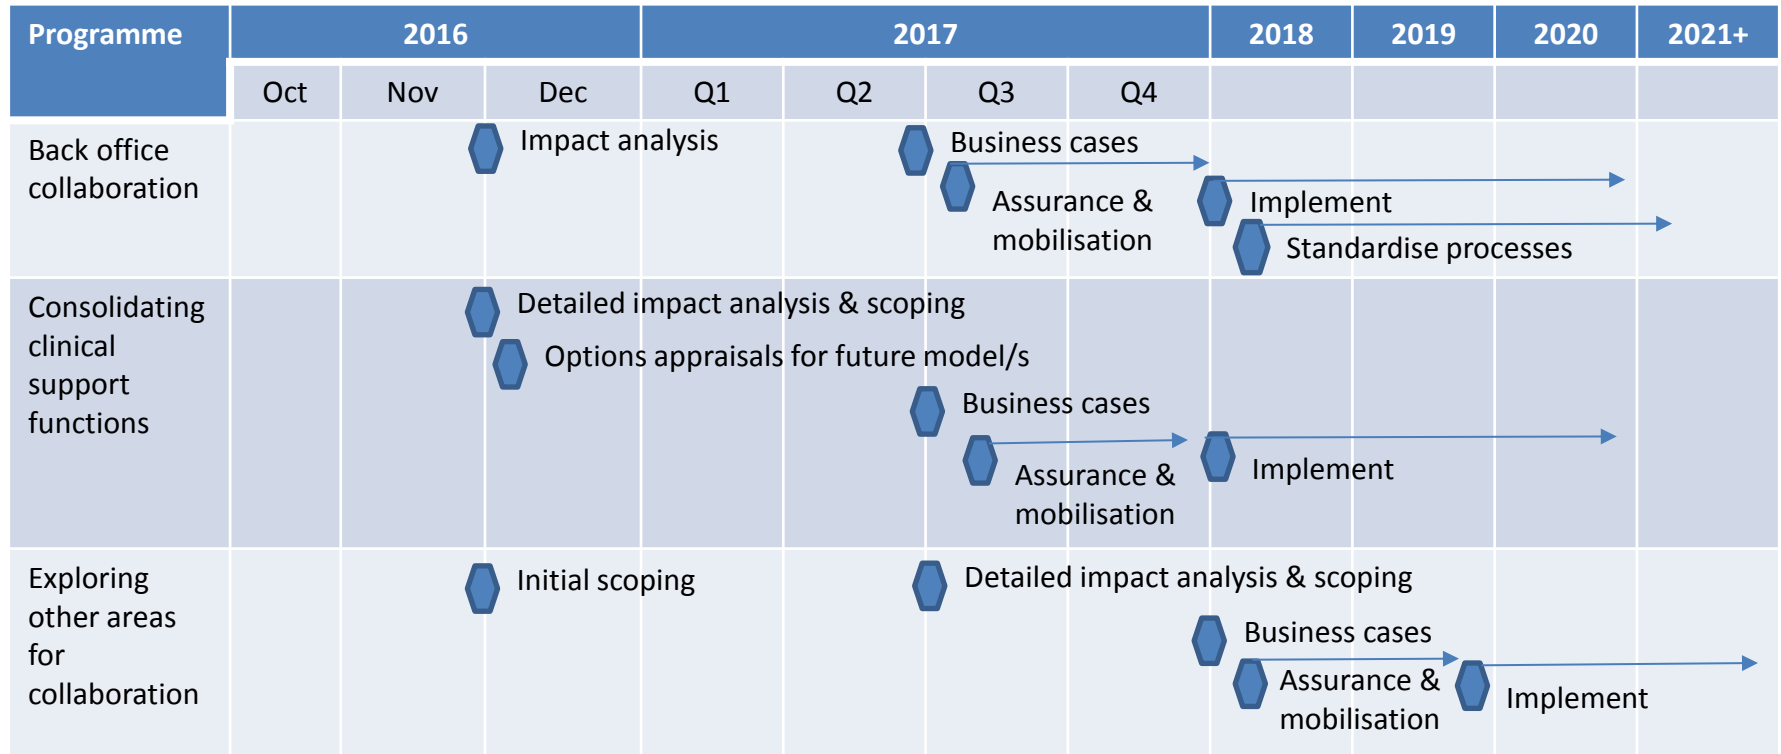 Programme 2016 2017 2018 2019 2020 2021+
Oct Nov Dec Q1 Q2 Q3 Q4
Back office
collaboration
Impact analysis
Business cases
Assurance &
mobilisation
Implement
Standardise processes
Consolidating
clinical
support
functions
Detailed impact analysis & scoping
Options appraisals for future model/s
Business cases
Assurance &
mobilisation
Implement
Exploring
other areas
for
collaboration
Initial scoping
Detailed impact analysis & scoping
Business cases
Assurance &
mobilisation
Implement